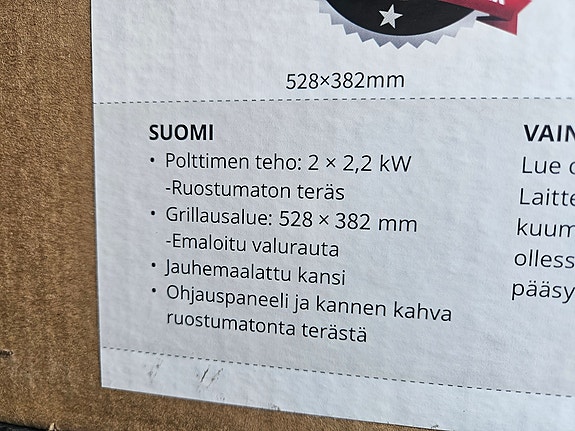 528×382mm
SUOMI
• Polttimen teho: 2 × 2,2 kW
-Ruostumaton teräs
• Grillausalue: 528 × 382 mm
-Emaloitu valurauta
• Jauhemaalattu kansi
• Ohjauspaneeli ja kannen kahva
ruostumatonta terästä
VAIN
Lue
Laitte
kuum
olless
pääsy